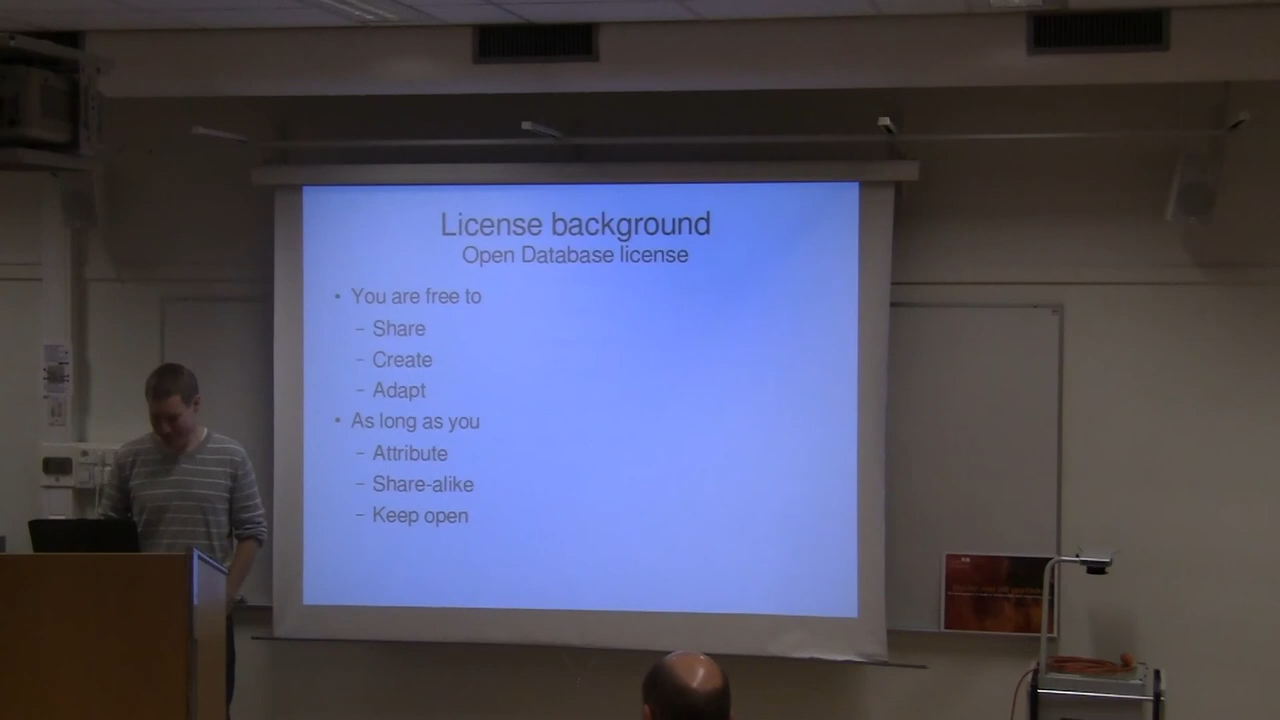 License background
Open Database license
• You are free to
– Share
– Create
– Adapt
• As long as you
– Attribute
– Share-alike
– Keep open